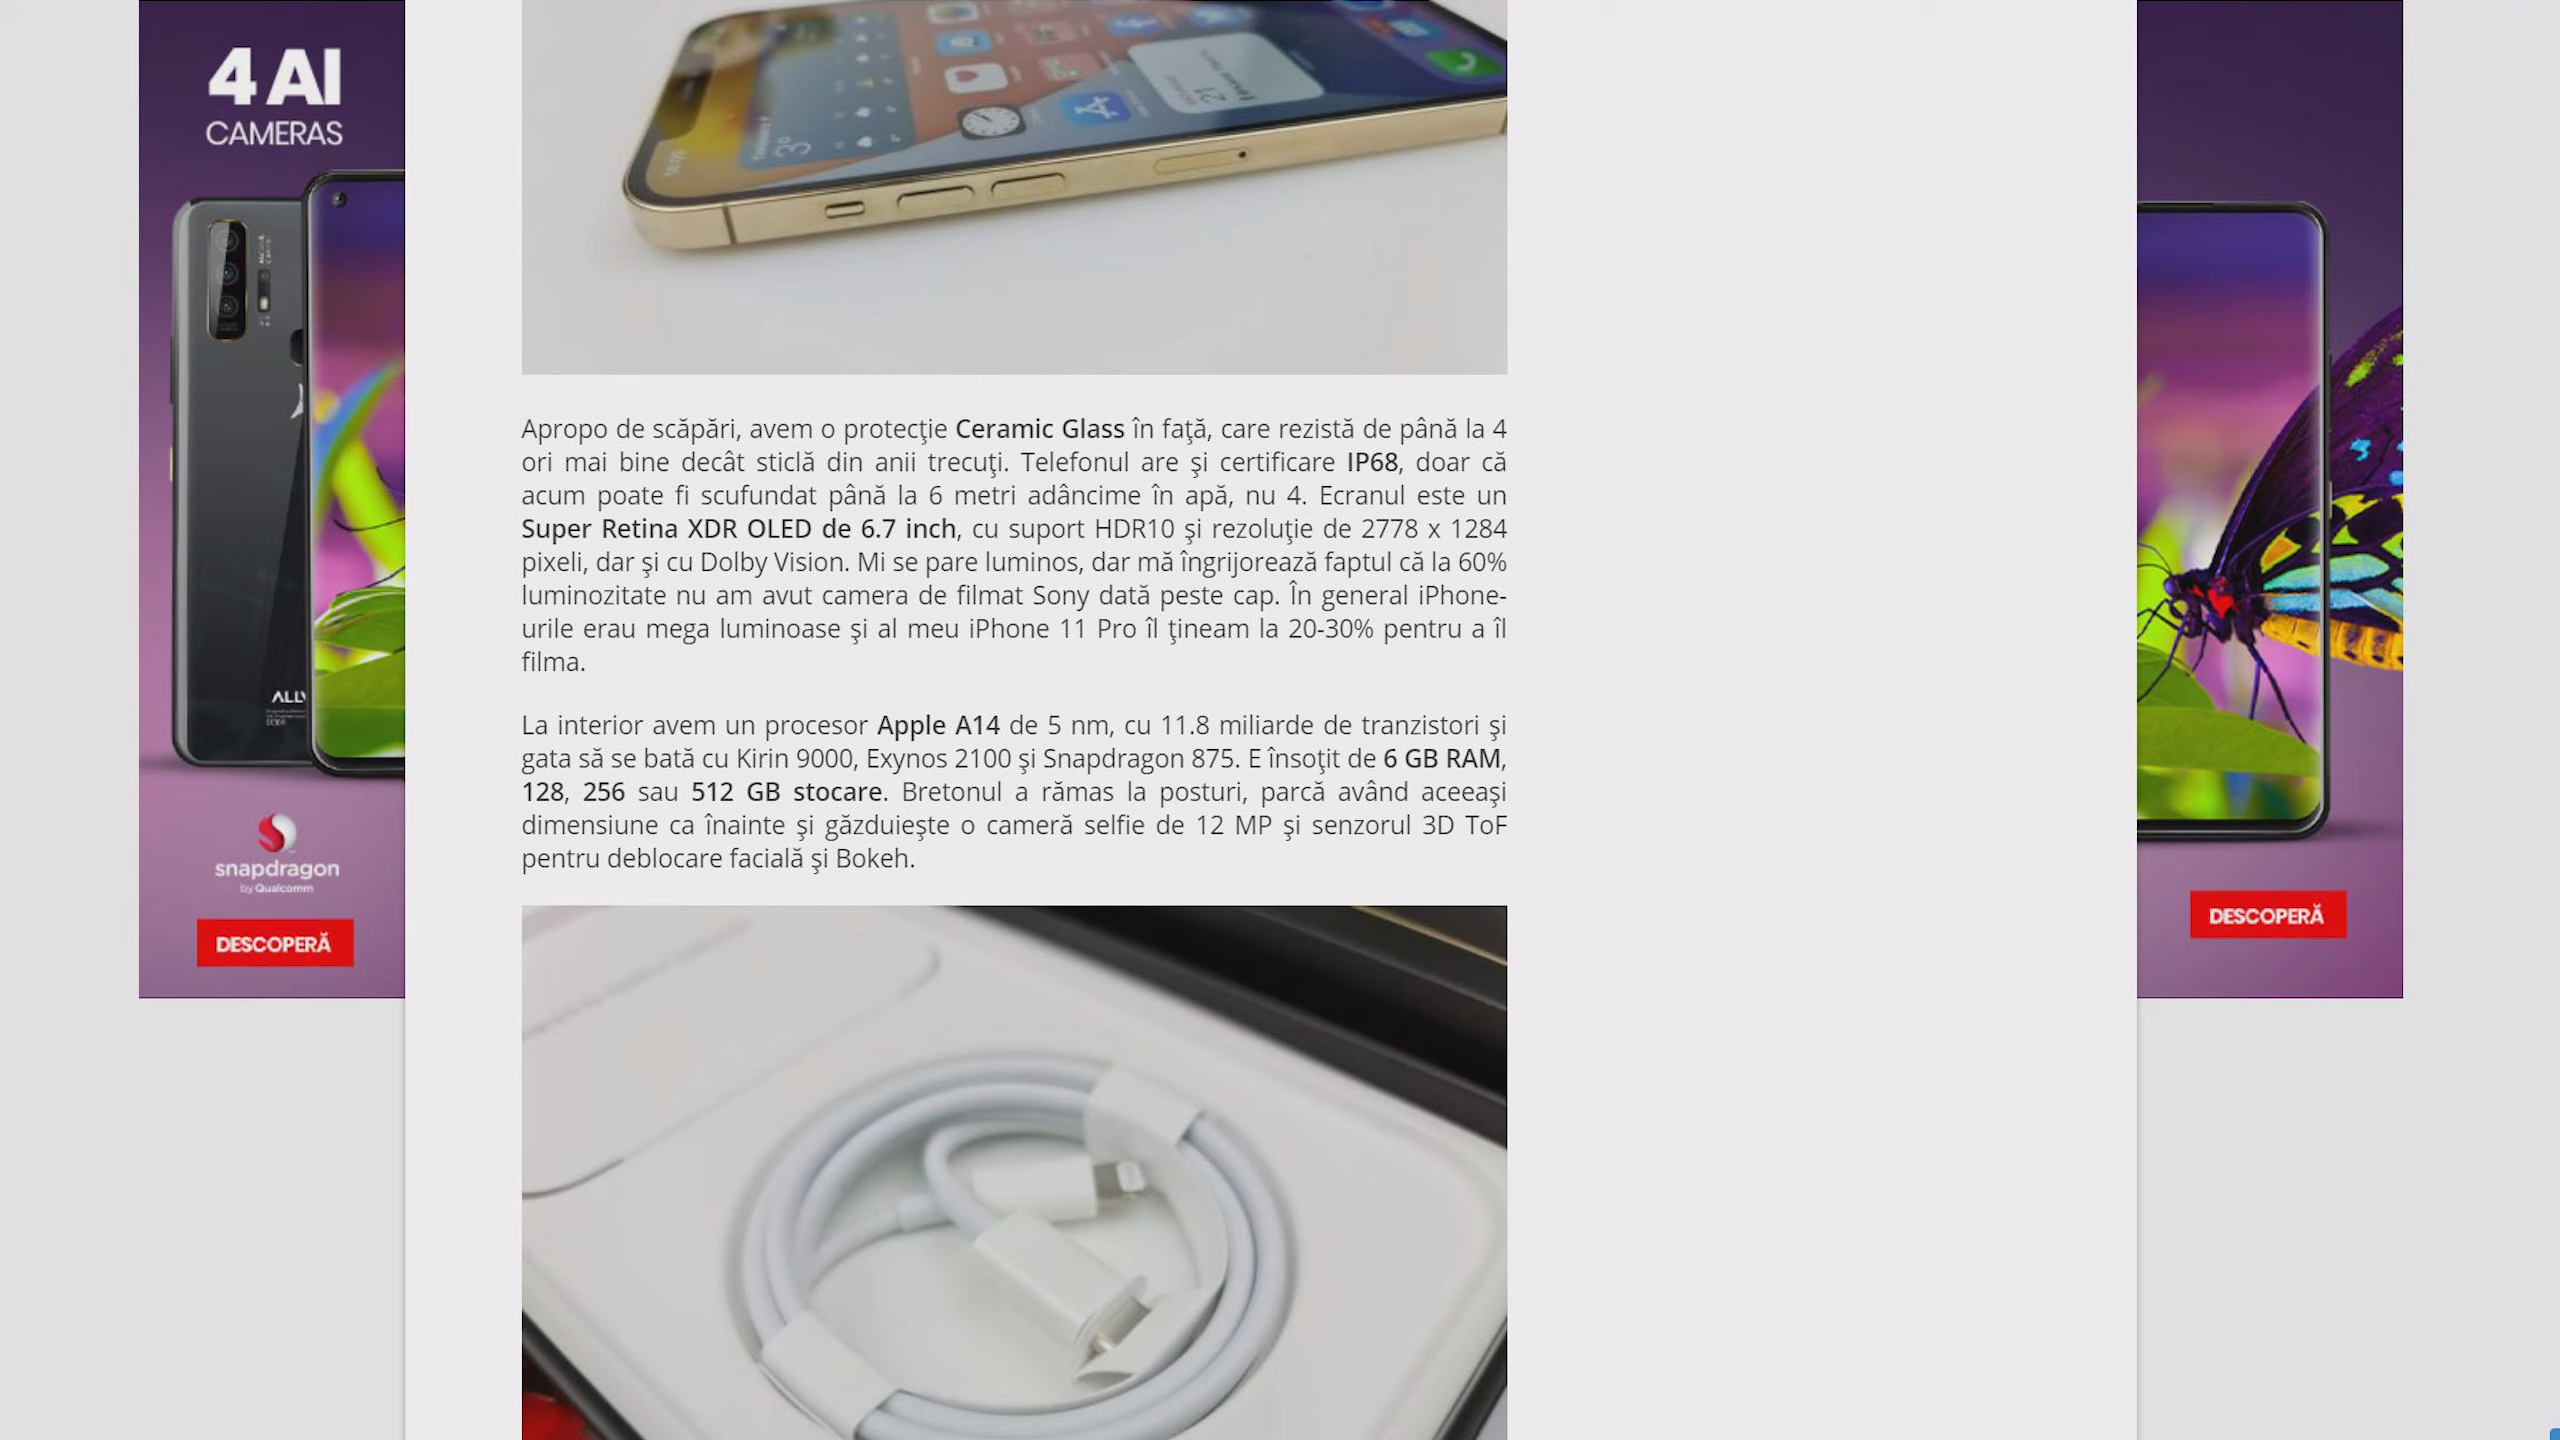 4 AI
CAMERAS
Apropo de scăpări, avem o protecţie Ceramic Glass în faţă, care rezistă de până la 4
ori mai bine decât sticlă din anii trecuţi. Telefonul are şi certificare IP68, doar că
acum poate fi scufundat până la 6 metri adâncime în apă, nu 4. Ecranul este un
Super Retina XDR OLED de 6.7 inch, cu suport HDR10 şi rezoluţie de 2778 x 1284
pixeli, dar şi cu Dolby Vision. Mi se pare luminos, dar mă îngrijorează faptul că la 60%
luminozitate nu am avut camera de filmat Sony dată peste cap. În general iPhone-
urile erau mega luminoase şi al meu iPhone 11 Pro îl ţineam la 20-30% pentru a îl
filma.
La interior avem un procesor Apple A14 de 5 nm, cu 11.8 miliarde de tranzistori şi
gata să se bată cu Kirin 9000, Exynos 2100 şi Snapdragon 875. E însoţit de 6 GB RAM,
128, 256 sau 512 GB stocare. Bretonul a rămas la posturi, parcă având aceeaşi
dimensiune ca înainte şi găzduieşte o cameră selfie de 12 MP şi senzorul 3D ToF
pentru deblocare facială şi Bokeh.
snapdragon
by Qualcomm
DESCOPERĂ
DESCOPERĂ